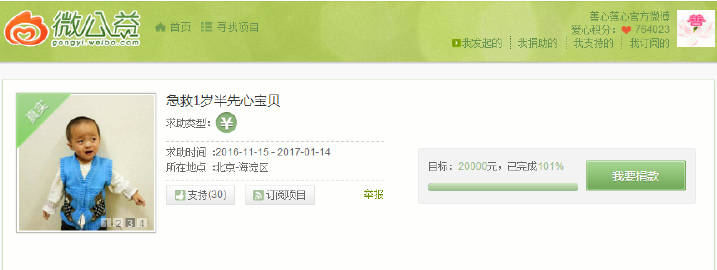 微公益
gongyi.weibo.com
首页 寻找项目
善心莲心官方微博
爱心积分: 764023
我发起的 我捐助的 我支持的 我订阅的
善
真实
急救1岁半先心宝贝
求助类型: ¥
求助时间 :2016-11-15 - 2017-01-14
所在地点 :北京-海淀区
支持(30) 订阅项目 举报
1 2 3 4
目标: 20000元，已完成101%
我要捐款